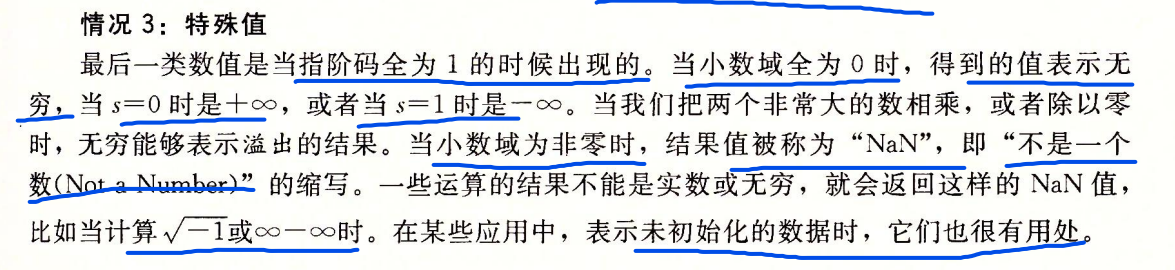 情况 3：特殊值
最后一类数值是当指阶码全为 1 的时候出现的。当小数域全为 0 时，得到的值表示无
穷，当 s=0 时是+∞，或者当 s=1 时是-∞。当我们把两个非常大的数相乘，或者除以零
时，无穷能够表示溢出的结果。当小数域为非零时，结果值被称为“NaN”，即“不是一个
数(Not a Number)”的缩写。一些运算的结果不能是实数或无穷，就会返回这样的 NaN 值，
比如当计算√-1或∞-∞时。在某些应用中，表示未初始化的数据时，它们也很有用处。